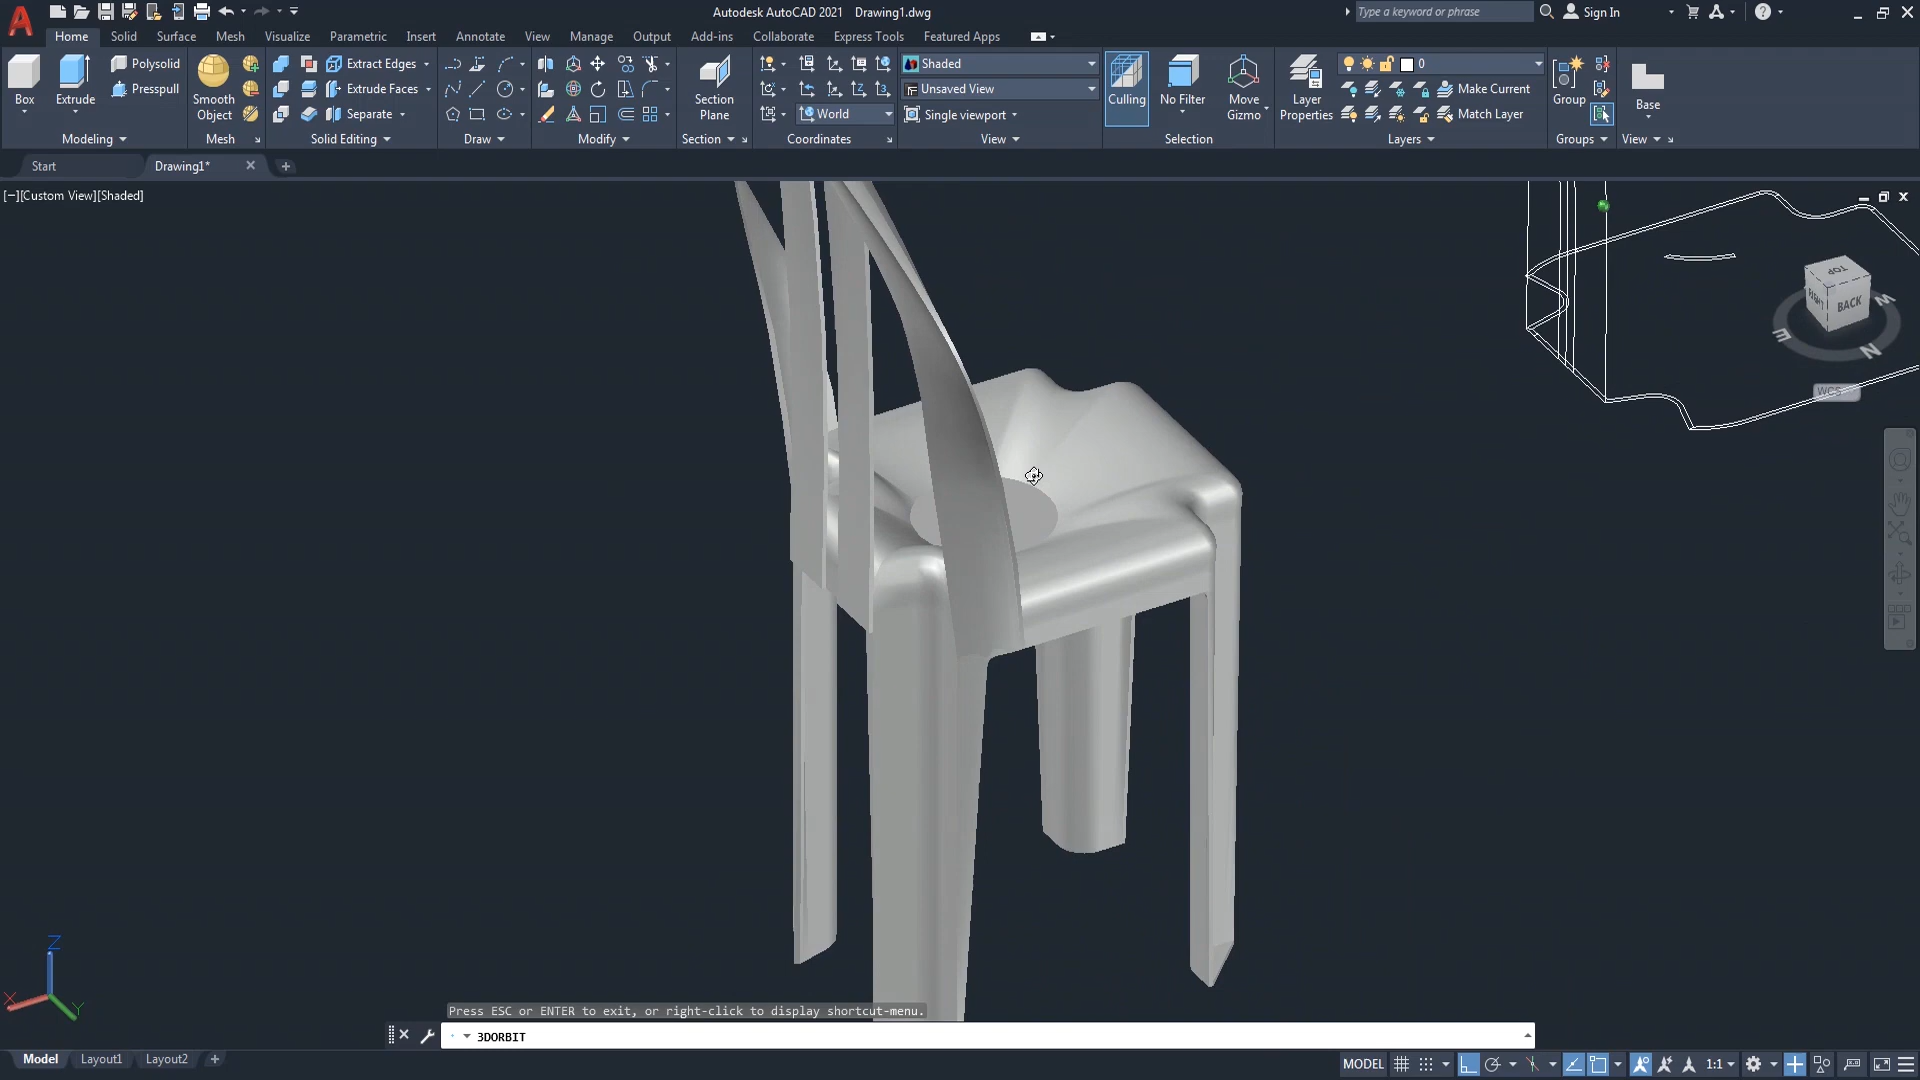 Autodesk AutoCAD 2021 Drawing1.dwg
Type a keyword or phrase
Sign In
Home Solid Surface Mesh Visualize Parametric Insert Annotate View Manage Output Add-ins Collaborate Express Tools Featured Apps
Box
Extrude
Polysolid
Presspull
Modeling
Smooth
Object
Mesh
Extract Edges
Extrude Faces
Separate
Solid Editing
Draw
Modify
Section
Plane
Section
World
Coordinates
Shaded
Unsaved View
Single viewport
View
Culling
No Filter
Move
Gizmo
Selection
Layer
Properties
0
Make Current
Match Layer
Layers
Group
Groups
Base
View
Start
Drawing1*
[−][Custom View][Shaded]
TOP
RIGHT
BACK
W
E
N
WCS
Z
X
Y
Press ESC or ENTER to exit, or right-click to display shortcut-menu.
3DORBIT
Model Layout1 Layout2
MODEL
1:1